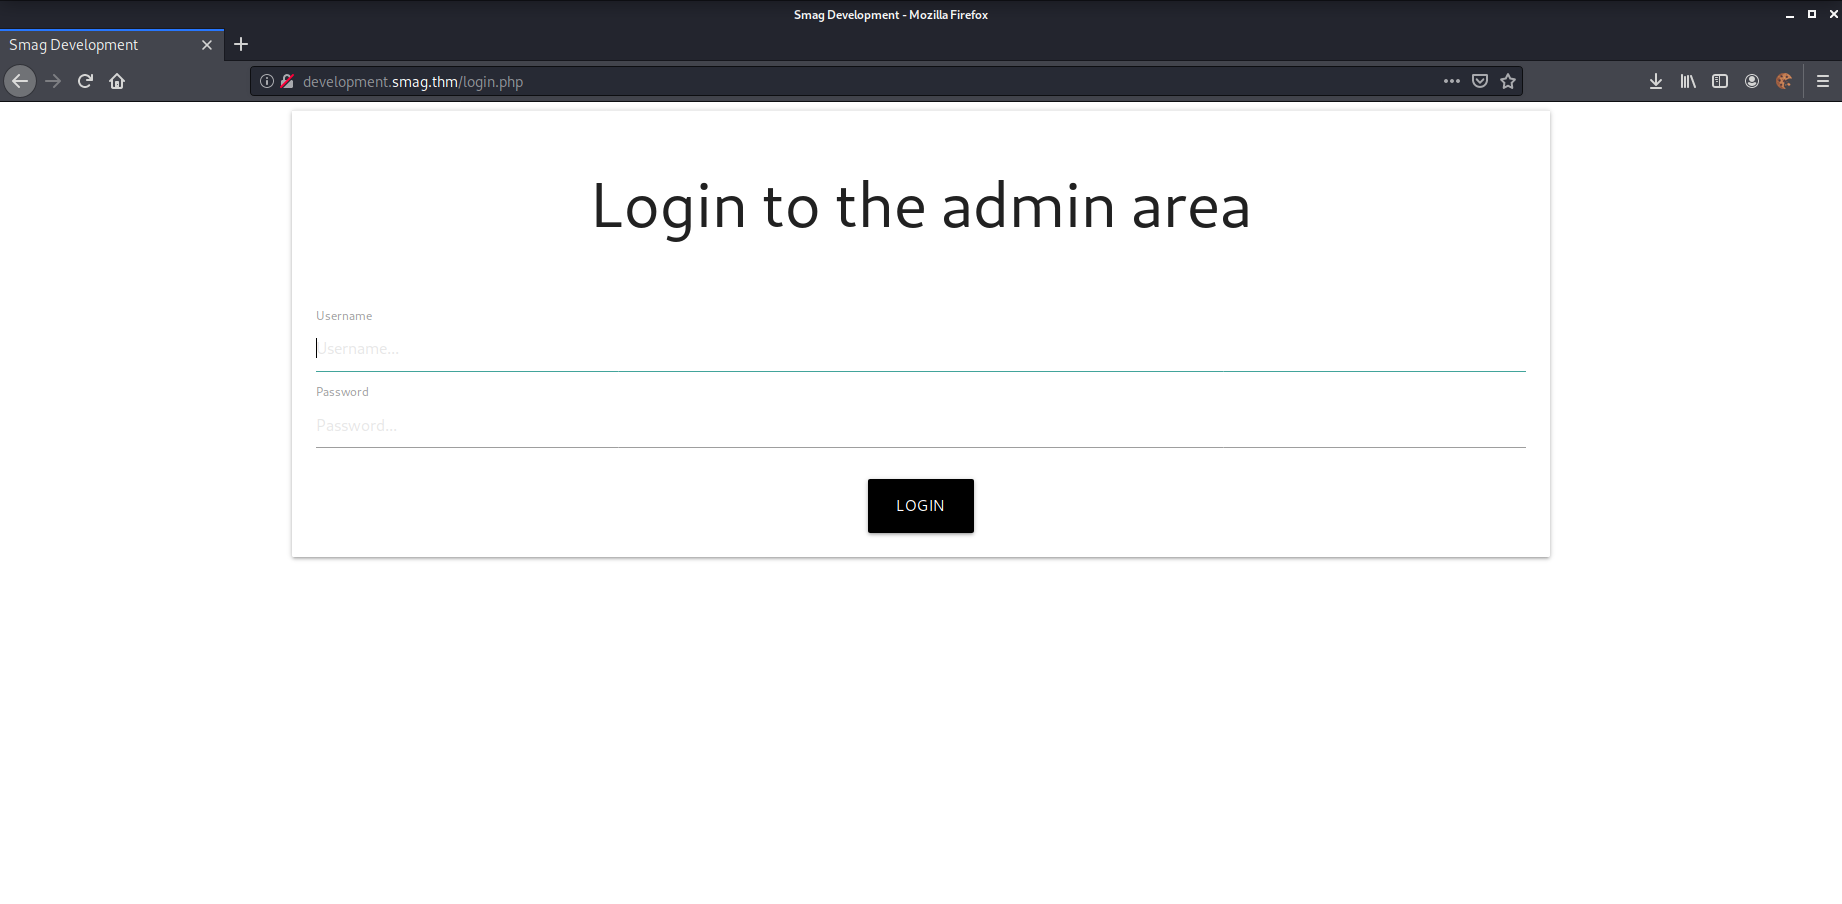 Smag Development - Mozilla Firefox
Smag Development
development.smag.thm/login.php
Login to the admin area
Username
Username...
Password
Password...
LOGIN